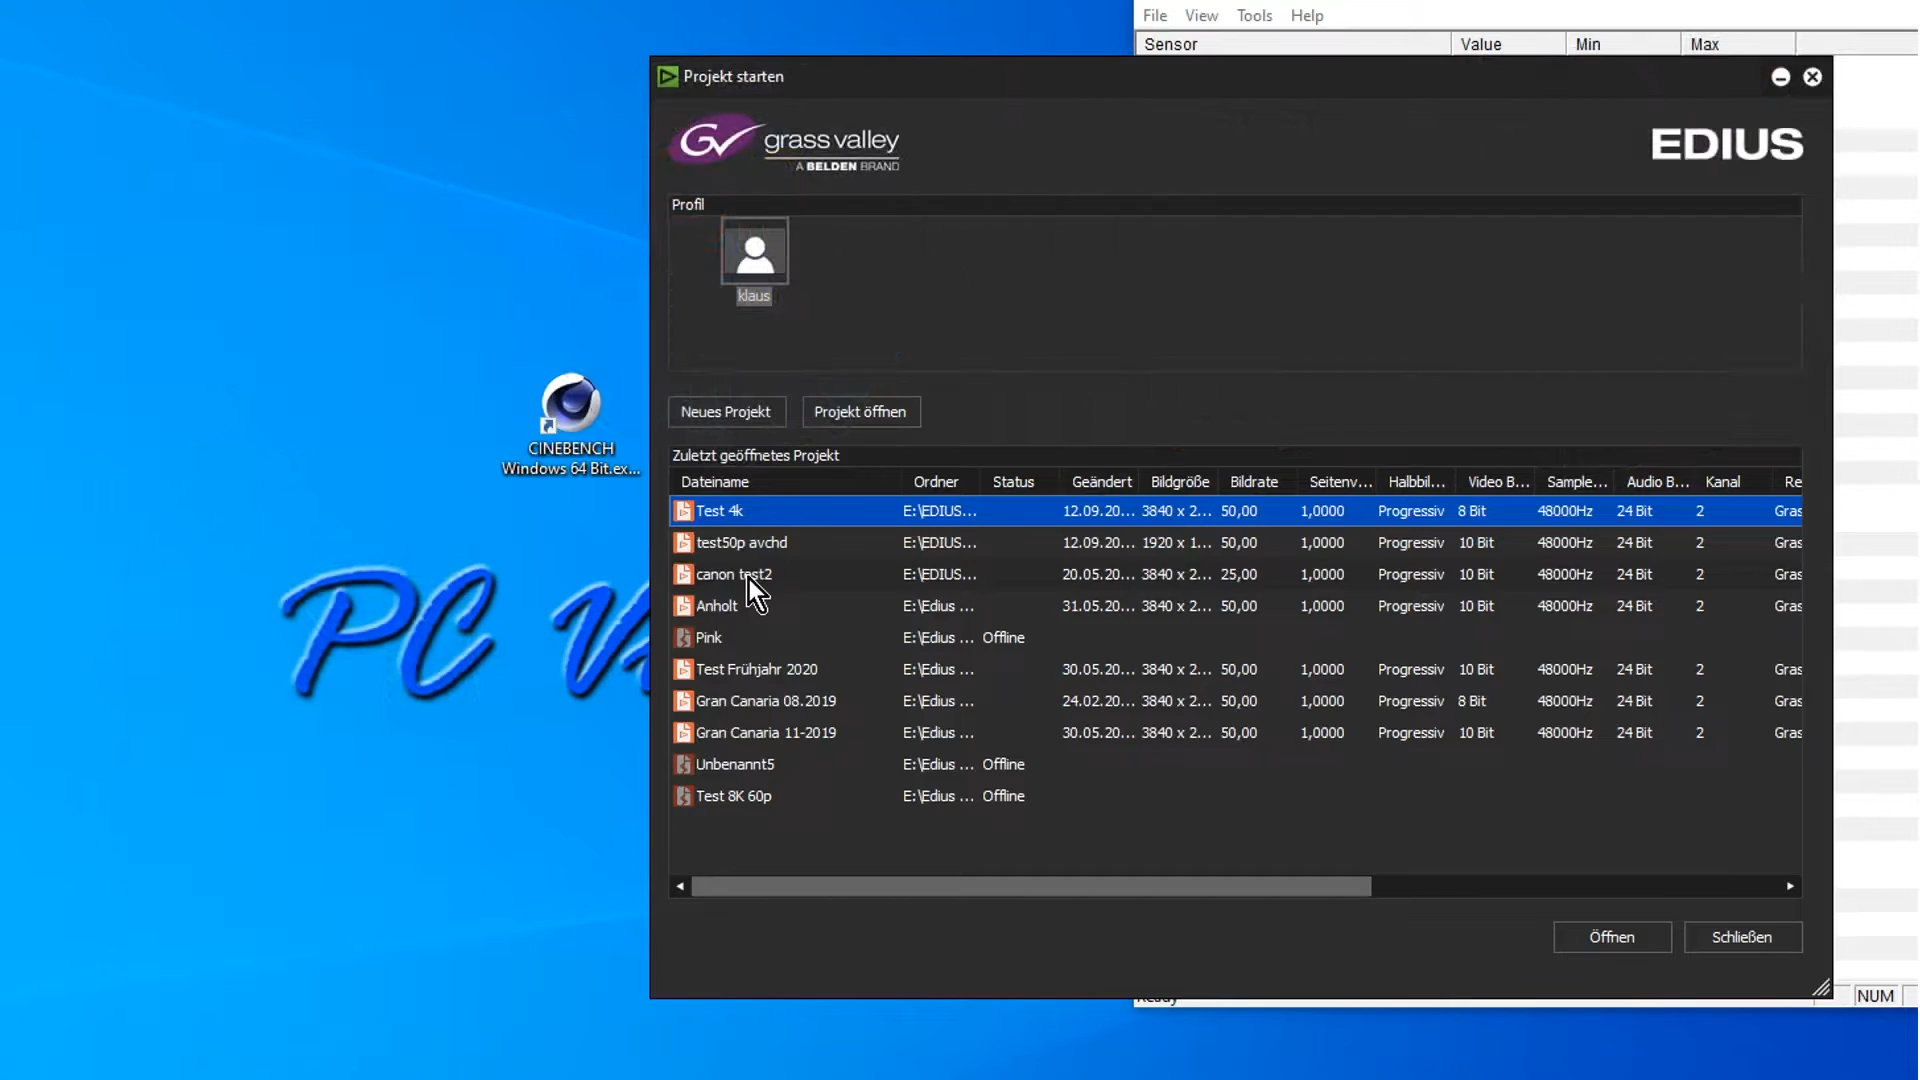 File View Tools Help
Sensor Value Min Max
Projekt starten
GV grass valley
A BELDEN BRAND
EDIUS
Profil
klaus
Neues Projekt Projekt öffnen
CINEBENCH
Windows 64 Bit.ex...
Zuletzt geöffnetes Projekt
Dateiname Ordner Status Geändert Bildgröße Bildrate Seitenv... Halbbil... Video B... Sample... Audio B... Kanal Re
Test 4k E:\EDIUS... 12.09.20... 3840 x 2... 50,00 1,0000 Progressiv 8 Bit 48000Hz 24 Bit 2 Gras
test50p avchd E:\EDIUS... 12.09.20... 1920 x 1... 50,00 1,0000 Progressiv 10 Bit 48000Hz 24 Bit 2 Gras
canon test2 E:\EDIUS... 20.05.20... 3840 x 2... 25,00 1,0000 Progressiv 10 Bit 48000Hz 24 Bit 2 Gras
Anholt E:\Edius ... 31.05.20... 3840 x 2... 50,00 1,0000 Progressiv 10 Bit 48000Hz 24 Bit 2 Gras
Pink E:\Edius ... Offline
Test Frühjahr 2020 E:\Edius ... 30.05.20... 3840 x 2... 50,00 1,0000 Progressiv 10 Bit 48000Hz 24 Bit 2 Gras
Gran Canaria 08.2019 E:\Edius ... 24.02.20... 3840 x 2... 50,00 1,0000 Progressiv 8 Bit 48000Hz 24 Bit 2 Gras
Gran Canaria 11-2019 E:\Edius ... 30.05.20... 3840 x 2... 50,00 1,0000 Progressiv 10 Bit 48000Hz 24 Bit 2 Gras
Unbenannt5 E:\Edius ... Offline
Test 8K 60p E:\Edius ... Offline
PC
Öffnen Schließen
Ready NUM